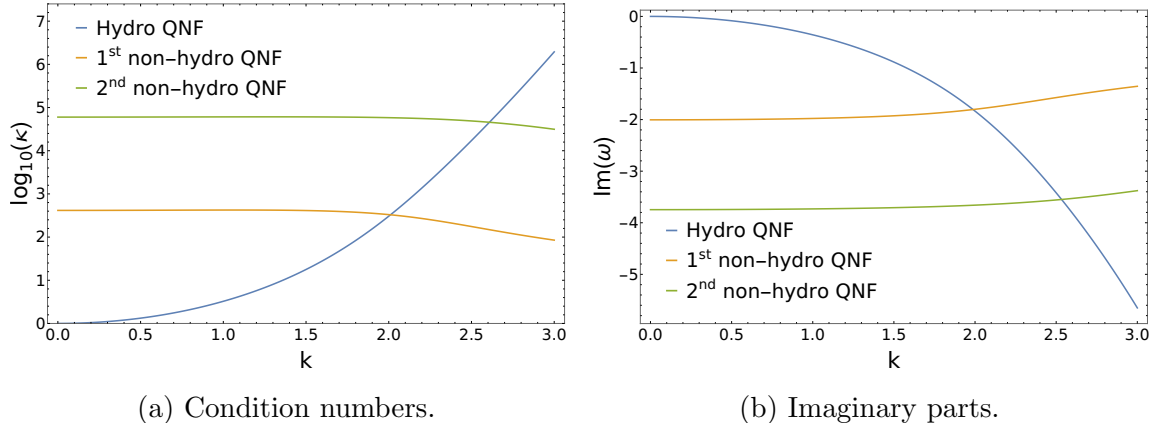 7
6
5
4
3
2
1
0
log₁₀(κ)
Hydro QNF
1ˢᵗ non–hydro QNF
2ⁿᵈ non–hydro QNF
0.0 0.5 1.0 1.5 2.0 2.5 3.0
k
(a) Condition numbers.
0
−1
−2
−3
−4
−5
Im(ω)
Hydro QNF
1ˢᵗ non–hydro QNF
2ⁿᵈ non–hydro QNF
0.0 0.5 1.0 1.5 2.0 2.5 3.0
k
(b) Imaginary parts.